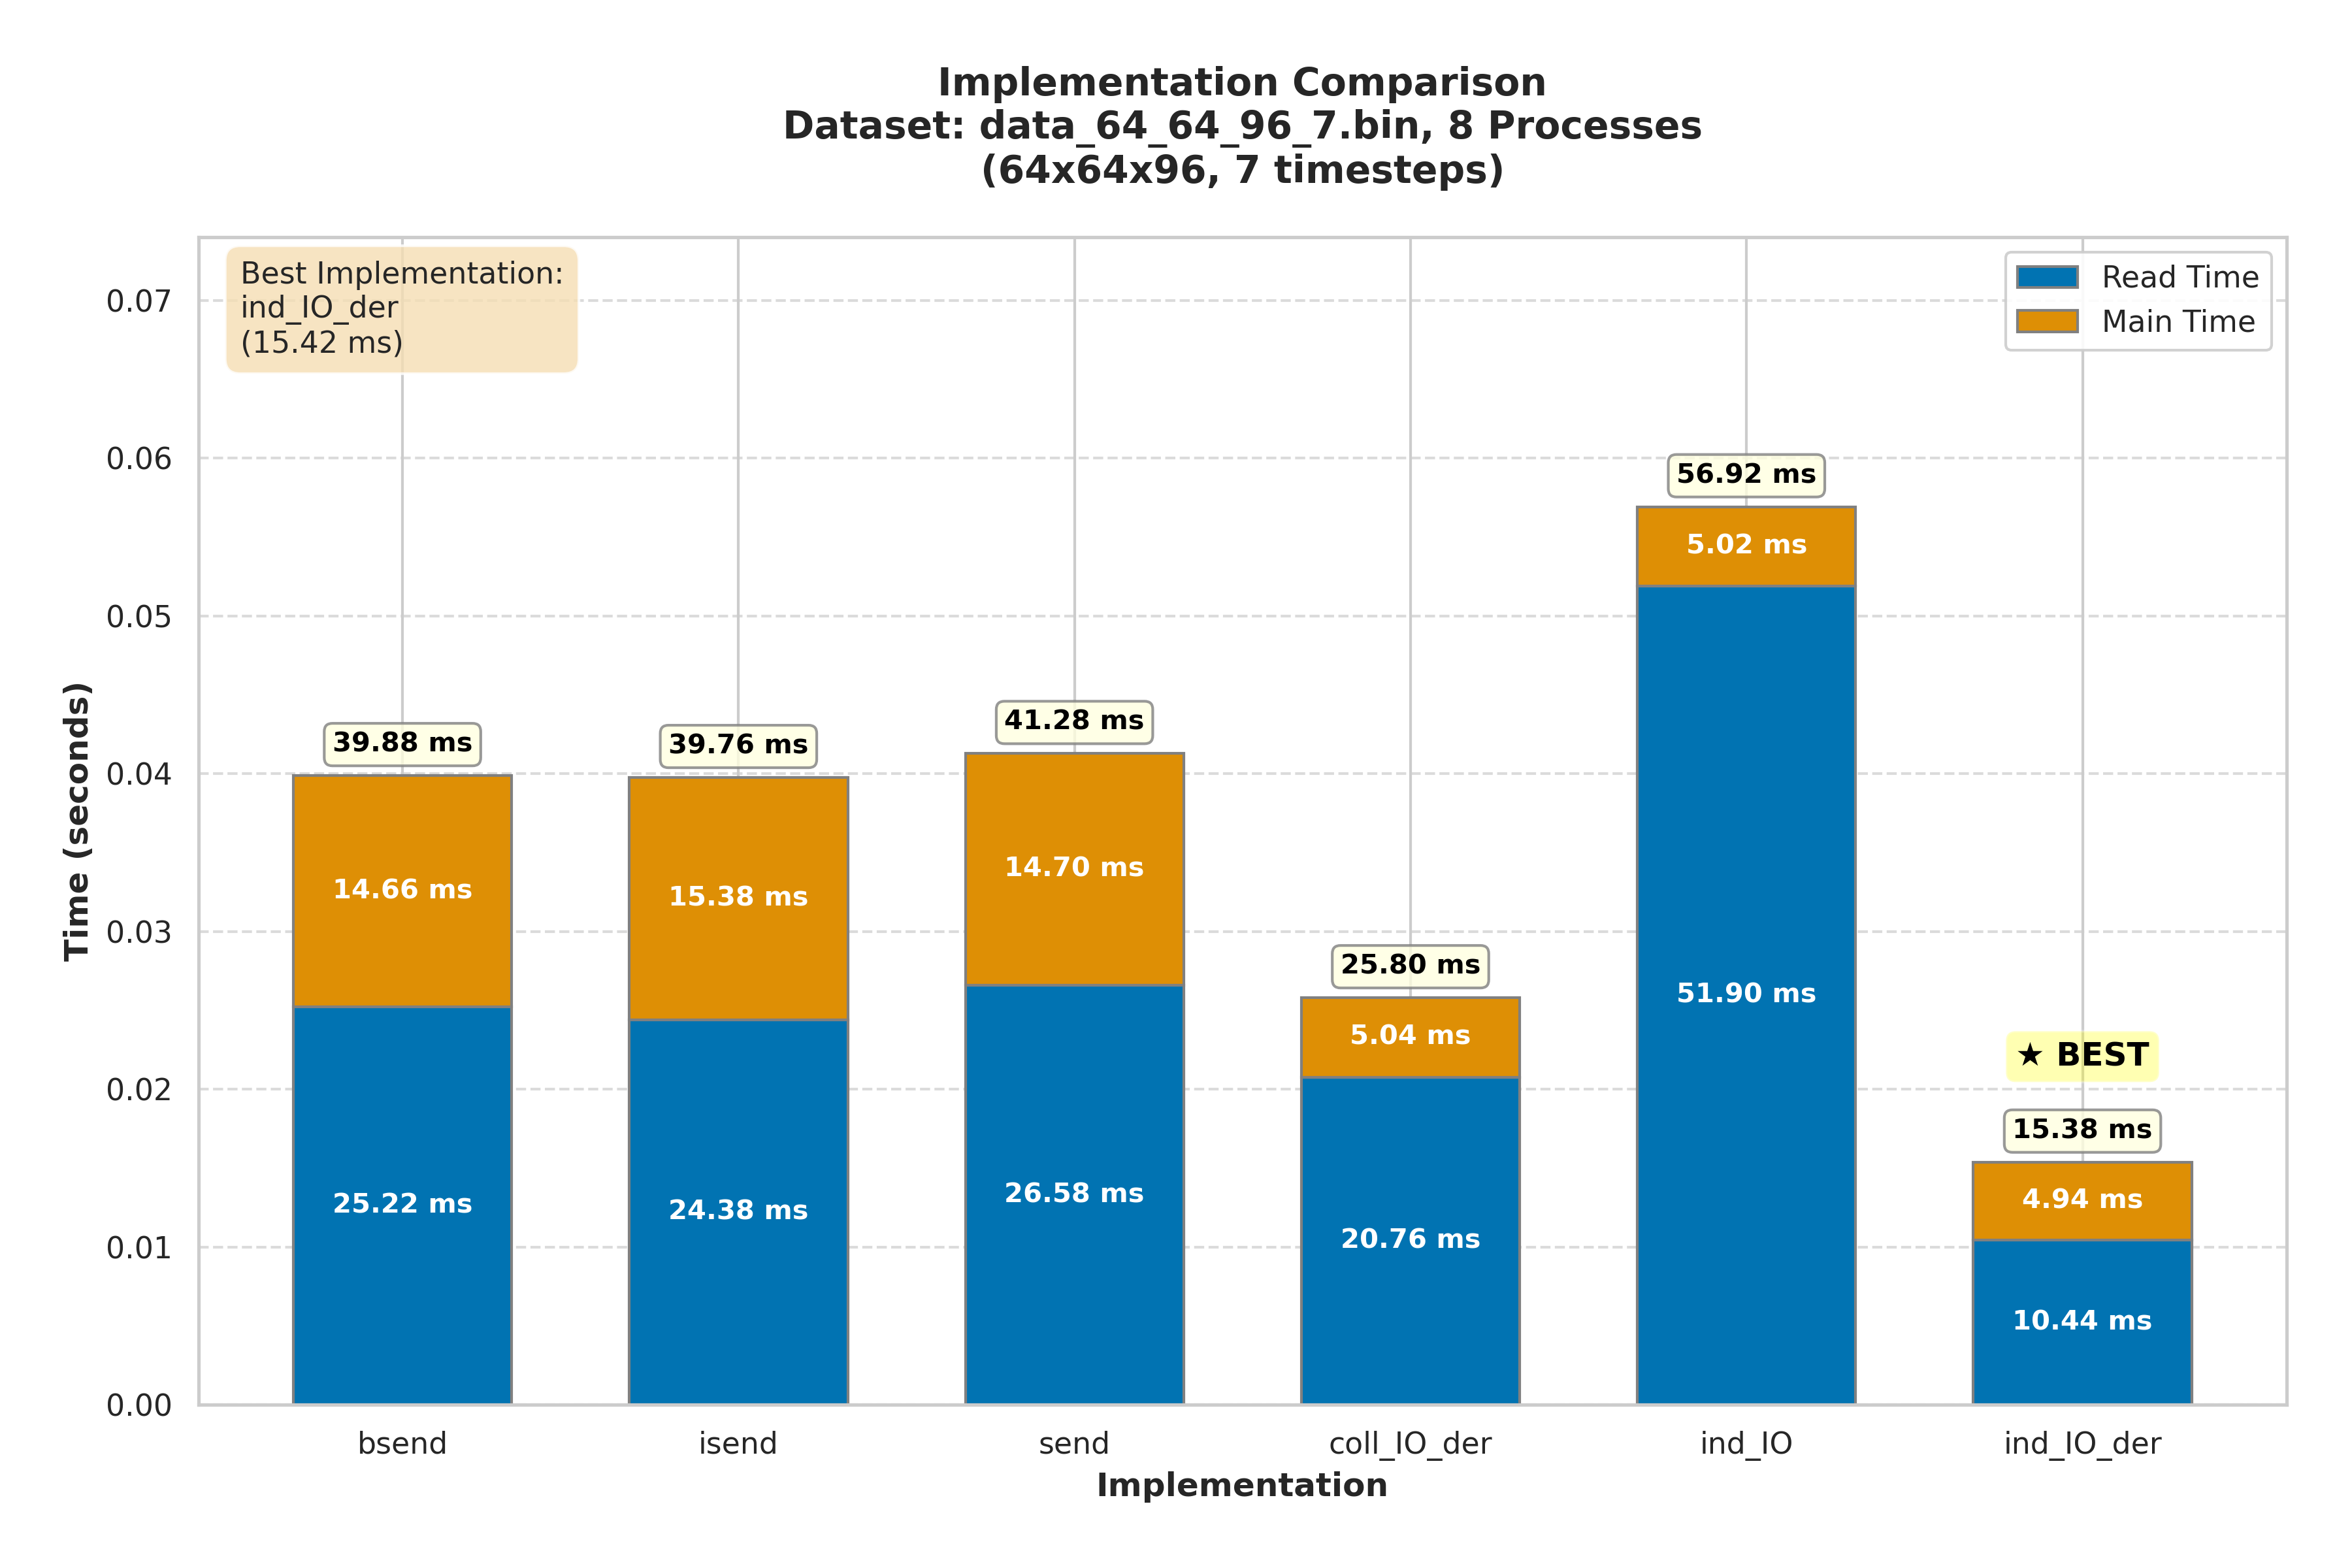 Implementation Comparison
Dataset: data_64_64_96_7.bin, 8 Processes
(64x64x96, 7 timesteps)
Best Implementation:
ind_IO_der
(15.42 ms)
Read Time
Main Time
Time (seconds)
0.07
0.06
0.05
0.04
0.03
0.02
0.01
0.00
39.88 ms
14.66 ms
25.22 ms
39.76 ms
15.38 ms
24.38 ms
41.28 ms
14.70 ms
26.58 ms
25.80 ms
5.04 ms
20.76 ms
56.92 ms
5.02 ms
51.90 ms
★ BEST
15.38 ms
4.94 ms
10.44 ms
bsend
isend
send
coll_IO_der
ind_IO
ind_IO_der
Implementation